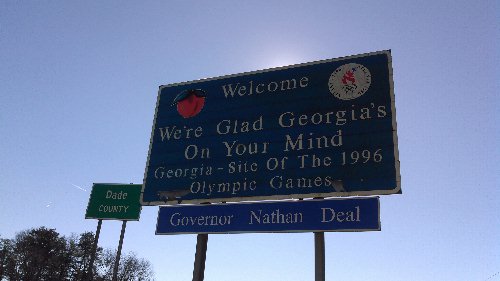 Welcome
We're Glad Georgia's
On Your Mind
Georgia - Site Of The 1996
Olympic Games
Governor Nathan Deal
Dade
COUNTY